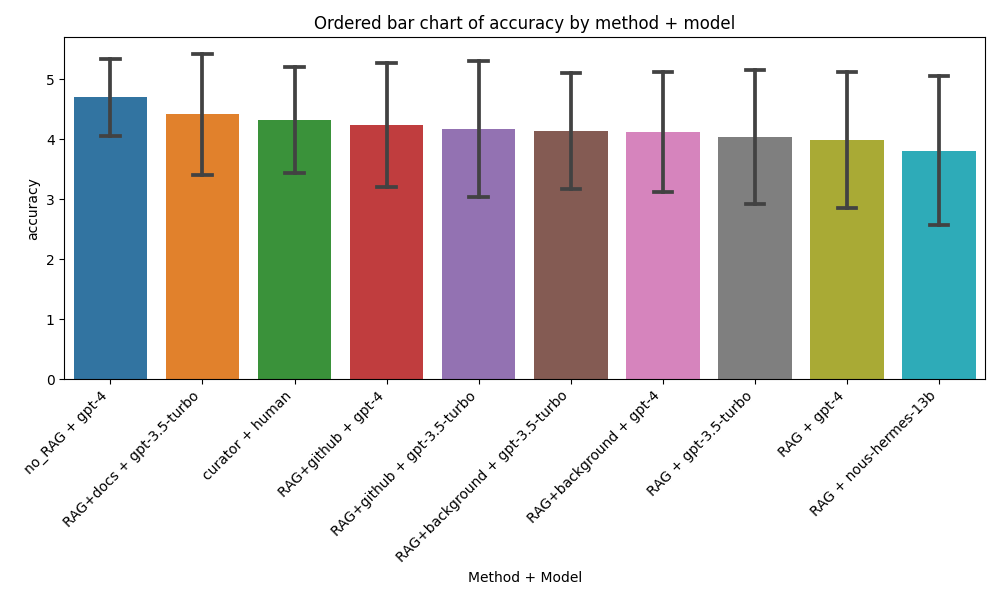 Ordered bar chart of accuracy by method + model
accuracy
5
4
3
2
1
0
no_RAG + gpt-4
RAG+docs + gpt-3.5-turbo
curator + human
RAG+github + gpt-4
RAG+github + gpt-3.5-turbo
RAG+background + gpt-3.5-turbo
RAG+background + gpt-4
RAG + gpt-3.5-turbo
RAG + gpt-4
RAG + nous-hermes-13b
Method + Model